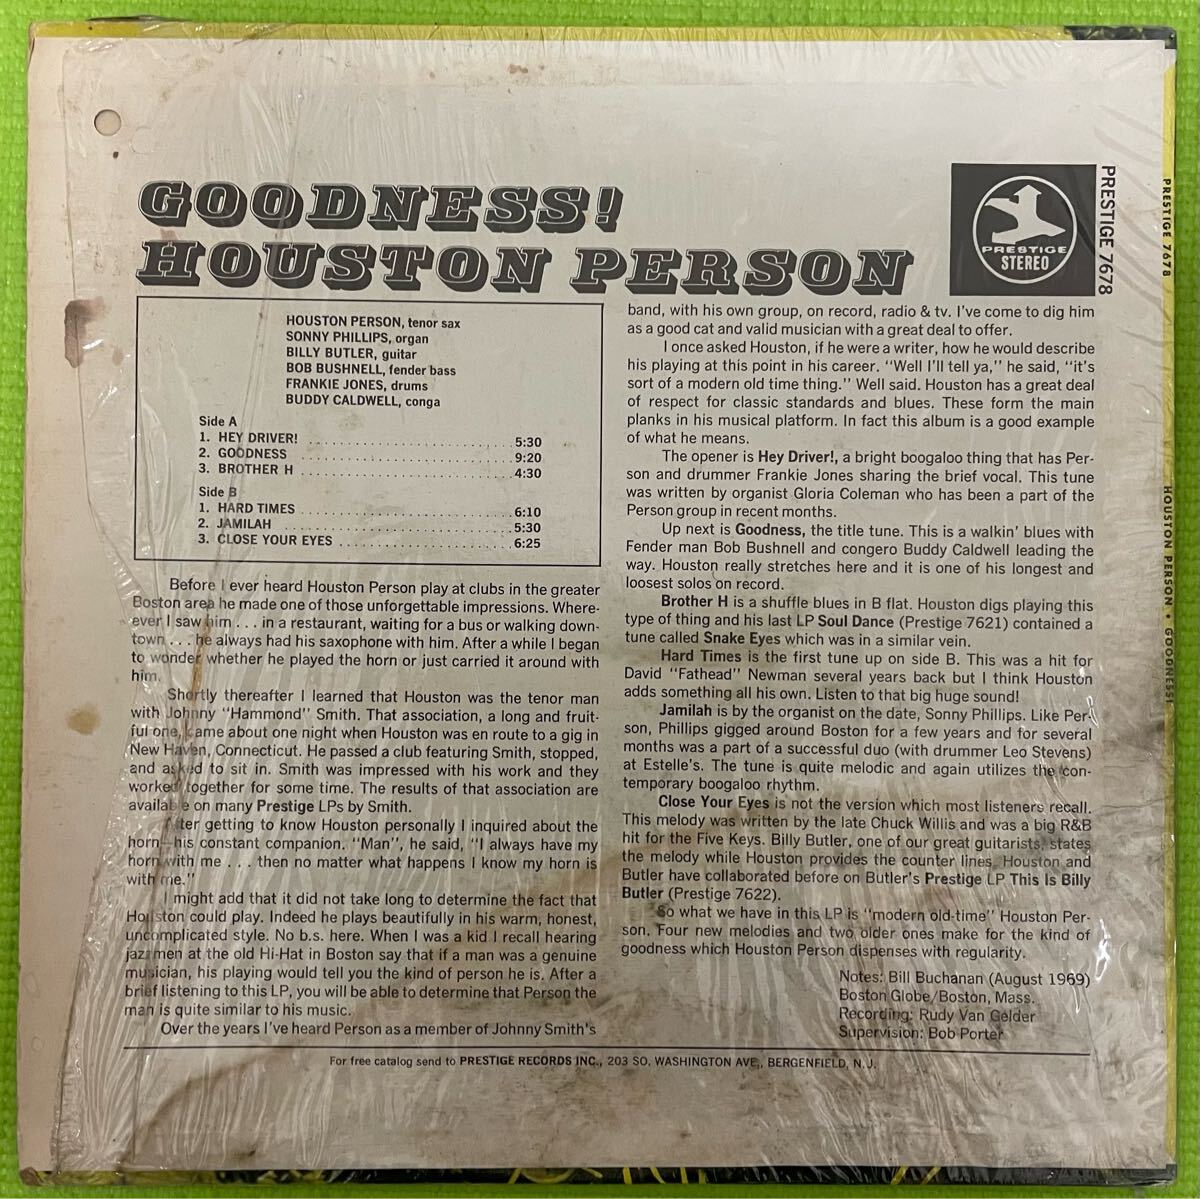 GOODNESS!
HOUSTON PERSON
PRESTIGE
STEREO
PRESTIGE 7678
PRESTIGE 7678
HOUSTON PERSON • GOODNESS!
HOUSTON PERSON, tenor sax
SONNY PHILLIPS, organ
BILLY BUTLER, guitar
BOB BUSHNELL, fender bass
FRANKIE JONES, drums
BUDDY CALDWELL, conga
Side A
1. HEY DRIVER! . . . . . . . . . . . . . . . . . . . . . . . . . . 5:30
2. GOODNESS . . . . . . . . . . . . . . . . . . . . . . . . . . . 9:20
3. BROTHER H . . . . . . . . . . . . . . . . . . . . . . . . . . 4:30
Side B
1. HARD TIMES . . . . . . . . . . . . . . . . . . . . . . . . . . 6:10
2. JAMILAH . . . . . . . . . . . . . . . . . . . . . . . . . . . . 5:30
3. CLOSE YOUR EYES . . . . . . . . . . . . . . . . . . . . . 6:25
Before I ever heard Houston Person play at clubs in the greater
Boston area he made one of those unforgettable impressions. Where-
ever I saw him . . . in a restaurant, waiting for a bus or walking down-
town . . . he always had his saxophone with him. After a while I began
to wonder whether he played the horn or just carried it around with
him.
Shortly thereafter I learned that Houston was the tenor man
with Johnny "Hammond" Smith. That association, a long and fruit-
ful one, came about one night when Houston was en route to a gig in
New Haven, Connecticut. He passed a club featuring Smith, stopped,
and asked to sit in. Smith was impressed with his work and they
worked together for some time. The results of that association are
available on many Prestige LPs by Smith.
After getting to know Houston personally I inquired about the
horn—his constant companion. "Man", he said, "I always have my
horn with me . . . then no matter what happens I know my horn is
with me."
I might add that it did not take long to determine the fact that
Houston could play. Indeed he plays beautifully in his warm, honest,
uncomplicated style. No b.s. here. When I was a kid I recall hearing
jazzmen at the old Hi-Hat in Boston say that if a man was a genuine
musician, his playing would tell you the kind of person he is. After a
brief listening to this LP, you will be able to determine that Person the
man is quite similar to his music.
Over the years I've heard Person as a member of Johnny Smith's
band, with his own group, on record, radio & tv. I've come to dig him
as a good cat and valid musician with a great deal to offer.
I once asked Houston, if he were a writer, how he would describe
his playing at this point in his career. "Well I'll tell ya," he said, "it's
sort of a modern old time thing." Well said. Houston has a great deal
of respect for classic standards and blues. These form the main
planks in his musical platform. In fact this album is a good example
of what he means.
The opener is Hey Driver!, a bright boogaloo thing that has Per-
son and drummer Frankie Jones sharing the brief vocal. This tune
was written by organist Gloria Coleman who has been a part of the
Person group in recent months.
Up next is Goodness, the title tune. This is a walkin' blues with
Fender man Bob Bushnell and congero Buddy Caldwell leading the
way. Houston really stretches here and it is one of his longest and
loosest solos on record.
Brother H is a shuffle blues in B flat. Houston digs playing this
type of thing and his last LP Soul Dance (Prestige 7621) contained a
tune called Snake Eyes which was in a similar vein.
Hard Times is the first tune up on side B. This was a hit for
David "Fathead" Newman several years back but I think Houston
adds something all his own. Listen to that big huge sound!
Jamilah is by the organist on the date, Sonny Phillips. Like Per-
son, Phillips gigged around Boston for a few years and for several
months was a part of a successful duo (with drummer Leo Stevens)
at Estelle's. The tune is quite melodic and again utilizes the con-
temporary boogaloo rhythm.
Close Your Eyes is not the version which most listeners recall.
This melody was written by the late Chuck Willis and was a big R&B
hit for the Five Keys. Billy Butler, one of our great guitarists, states
the melody while Houston provides the counter lines. Houston and
Butler have collaborated before on Butler's Prestige LP This Is Billy
Butler (Prestige 7622).
So what we have in this LP is "modern old-time" Houston Per-
son. Four new melodies and two older ones make for the kind of
goodness which Houston Person dispenses with regularity.
Notes: Bill Buchanan (August 1969)
Boston Globe/Boston, Mass.
Recording: Rudy Van Gelder
Supervision: Bob Porter
For free catalog send to PRESTIGE RECORDS INC., 203 SO. WASHINGTON AVE., BERGENFIELD, N.J.